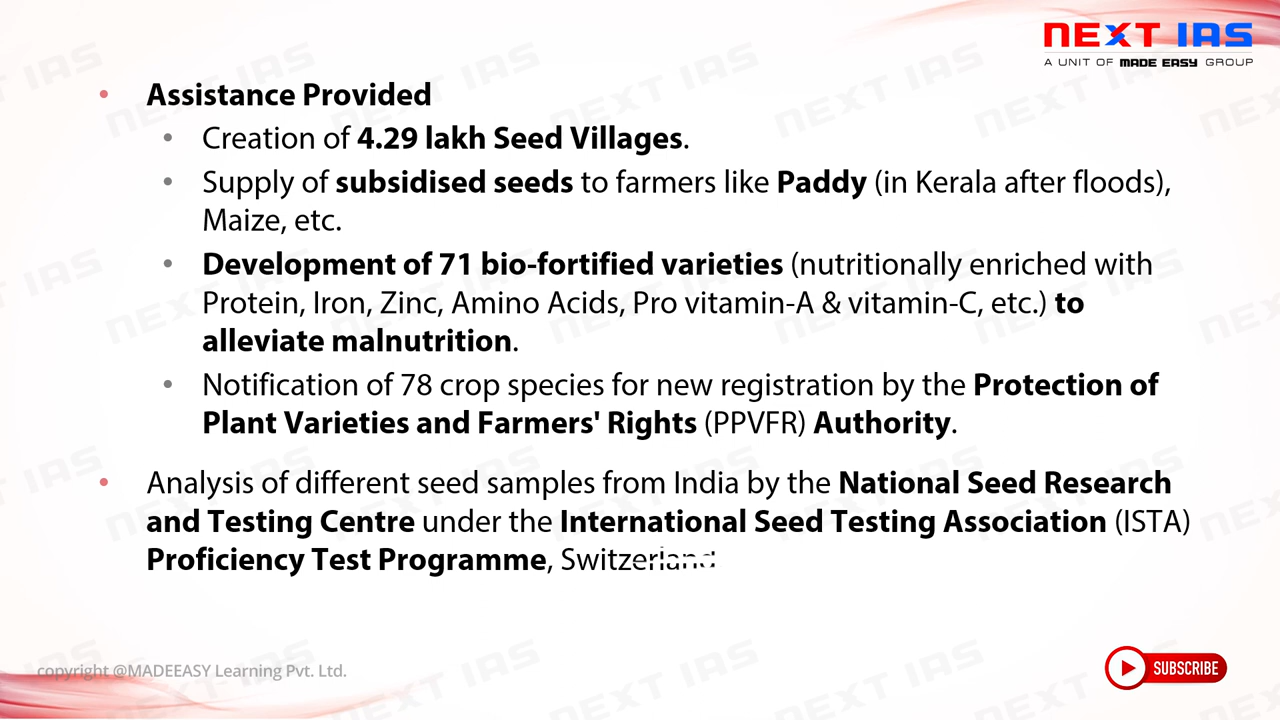 NEXT IAS
A UNIT OF MADE EASY GROUP
• Assistance Provided
• Creation of 4.29 lakh Seed Villages.
• Supply of subsidised seeds to farmers like Paddy (in Kerala after floods),
Maize, etc.
• Development of 71 bio-fortified varieties (nutritionally enriched with
Protein, Iron, Zinc, Amino Acids, Pro vitamin-A & vitamin-C, etc.) to
alleviate malnutrition.
• Notification of 78 crop species for new registration by the Protection of
Plant Varieties and Farmers' Rights (PPVFR) Authority.
• Analysis of different seed samples from India by the National Seed Research
and Testing Centre under the International Seed Testing Association (ISTA)
Proficiency Test Programme, Switzerland
copyright @MADEEASY Learning Pvt. Ltd.
SUBSCRIBE